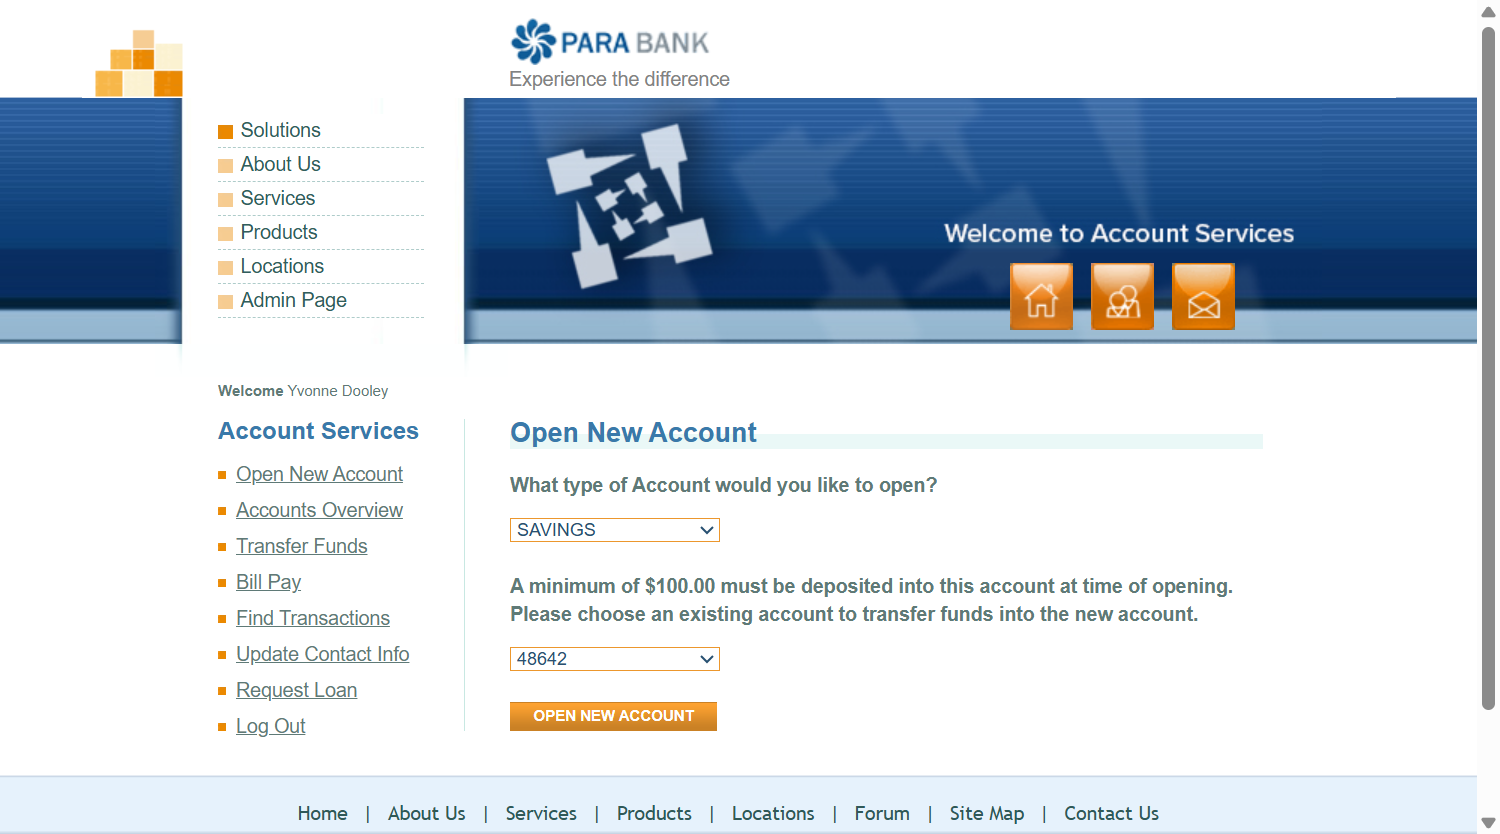 PARA BANK
Experience the difference
Solutions
About Us
Services
Products
Locations
Admin Page
Welcome to Account Services
Welcome Yvonne Dooley
Account Services
Open New Account
Accounts Overview
Transfer Funds
Bill Pay
Find Transactions
Update Contact Info
Request Loan
Log Out
Open New Account
What type of Account would you like to open?
SAVINGS
A minimum of $100.00 must be deposited into this account at time of opening.
Please choose an existing account to transfer funds into the new account.
48642
OPEN NEW ACCOUNT
Home | About Us | Services | Products | Locations | Forum | Site Map | Contact Us